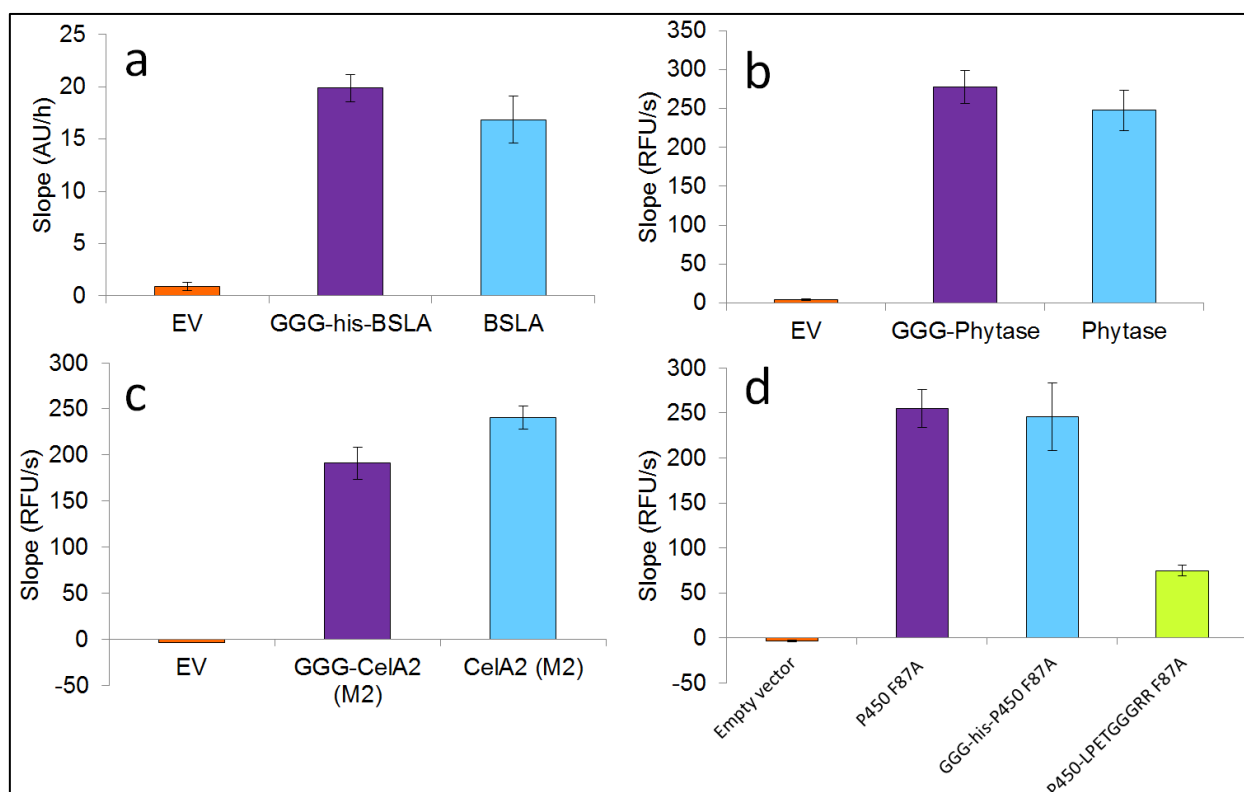 a
Slope (AU/h)
25
20
15
10
5
0
EV
GGG-his-BSLA
BSLA
b
Slope (RFU/s)
350
300
250
200
150
100
50
0
EV
GGG-Phytase
Phytase
c
Slope (RFU/s)
300
250
200
150
100
50
0
-50
EV
GGG-CelA2
(M2)
CelA2 (M2)
d
Slope (RFU/s)
300
250
200
150
100
50
0
-50
Empty vector
P450 F87A
GGG-his-P450 F87A
P450-LPETGGGRR F87A